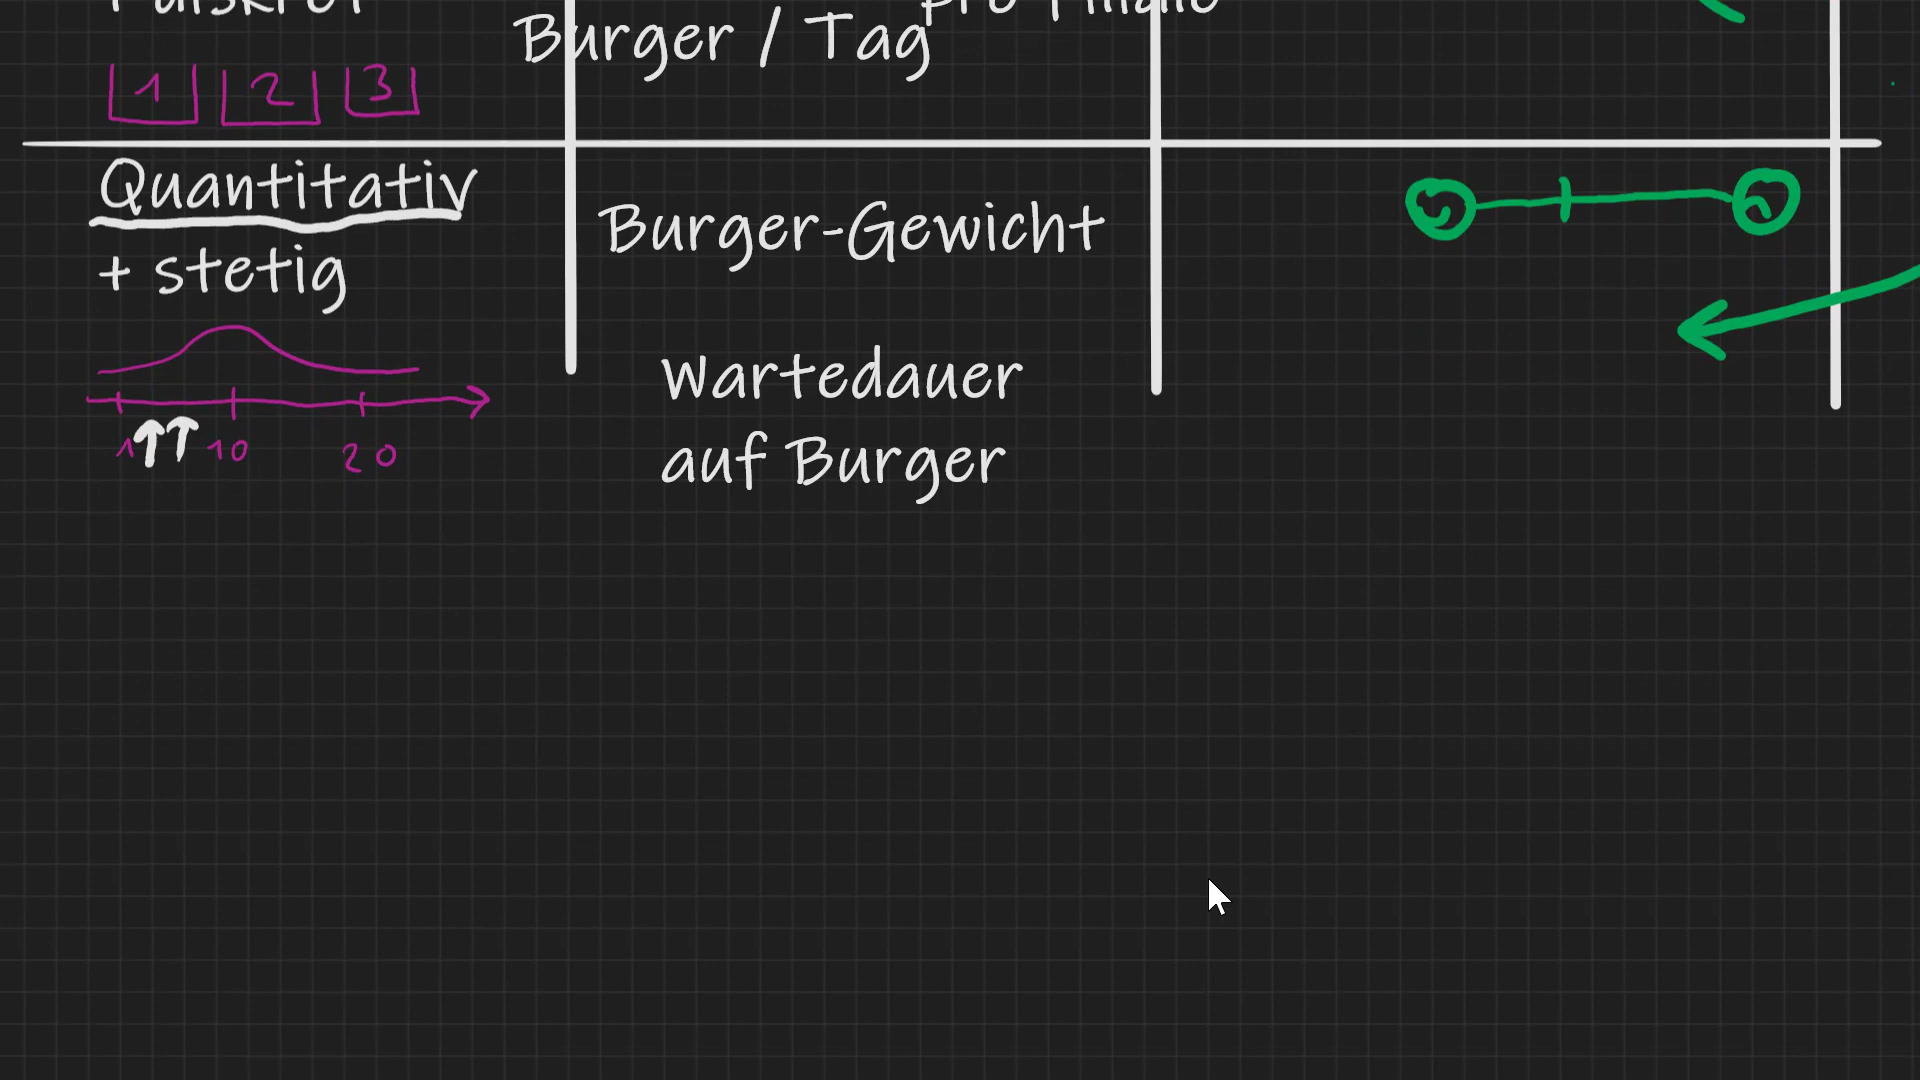 Burger / Tag
1 2 3
Quantitativ
+ stetig
Burger-Gewicht
Wartedauer
auf Burger
1 10 20